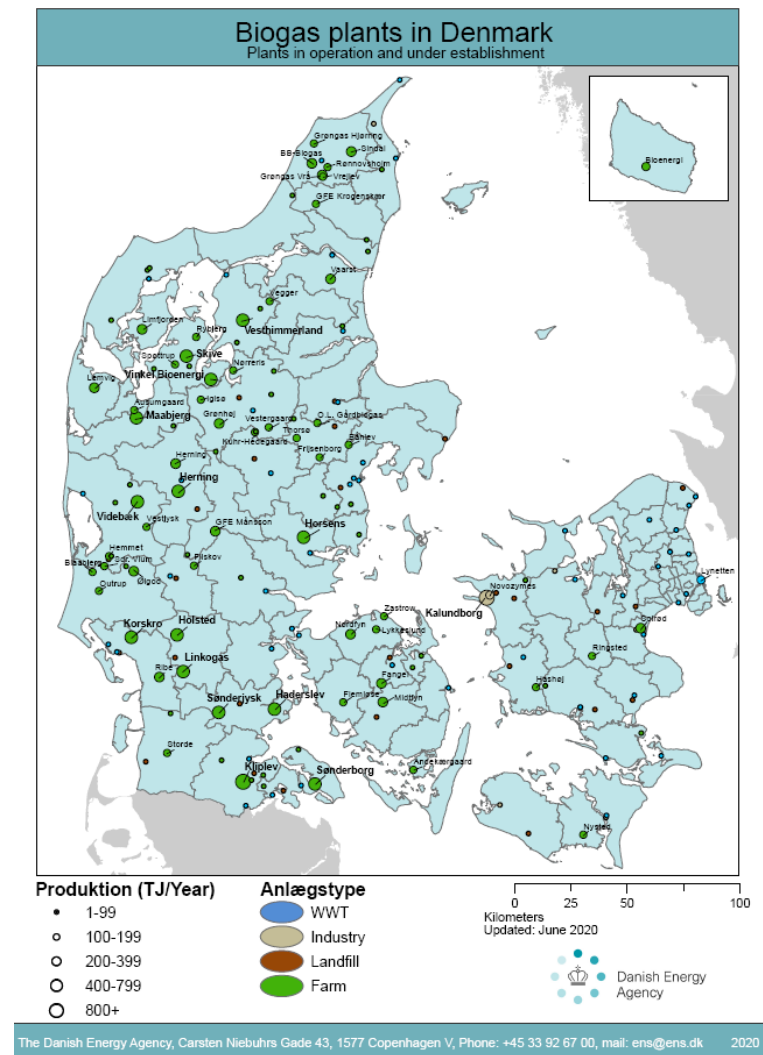 Biogas plants in Denmark
Plants in operation and under establishment
Grøngas Hjørring
Sindal
BB-Biogas
Rønnovsholm
Grøngas Vrå
Vrejlev
GFE Krogenskær
Bioenergi
Vaarst
Vegger
Limfjorden
Rybjerg
Vesthimmerland
Skive
Spøttrup
Vinkel Bioenergi
Nørreris
Lemvig
Iglsø
Ausumgaard
Maabjerg
Grønhøj
Vestergaard
O.L. Gårdbiogas
Thorsø
Kuhr-Hedegaard
Bånlev
Frijsenborg
Herning
Herning
Videbæk
Vestjysk
GFE Månsson
Horsens
Hemmet
Sdr. Vium
Blaabjerg
Ølgod
Pilskov
Outrup
Lynetten
Novozymes
Kalundborg
Zastrow
Nordfyn
Lykkeslund
Solrød
Korskro
Holsted
Ringsted
Linkogas
Ribe
Fangel
Hashøj
Sønderjysk
Haderslev
Flemløse
Midtfyn
Storde
Kliplev
Sønderborg
Andekærgaard
Nysted
Produktion (TJ/Year)
1-99
100-199
200-399
400-799
800+
Anlægstype
WWT
Industry
Landfill
Farm
0 25 50 100
Kilometers
Updated: June 2020
Danish Energy
Agency
The Danish Energy Agency, Carsten Niebuhrs Gade 43, 1577 Copenhagen V, Phone: +45 33 92 67 00, mail: ens@ens.dk 2020